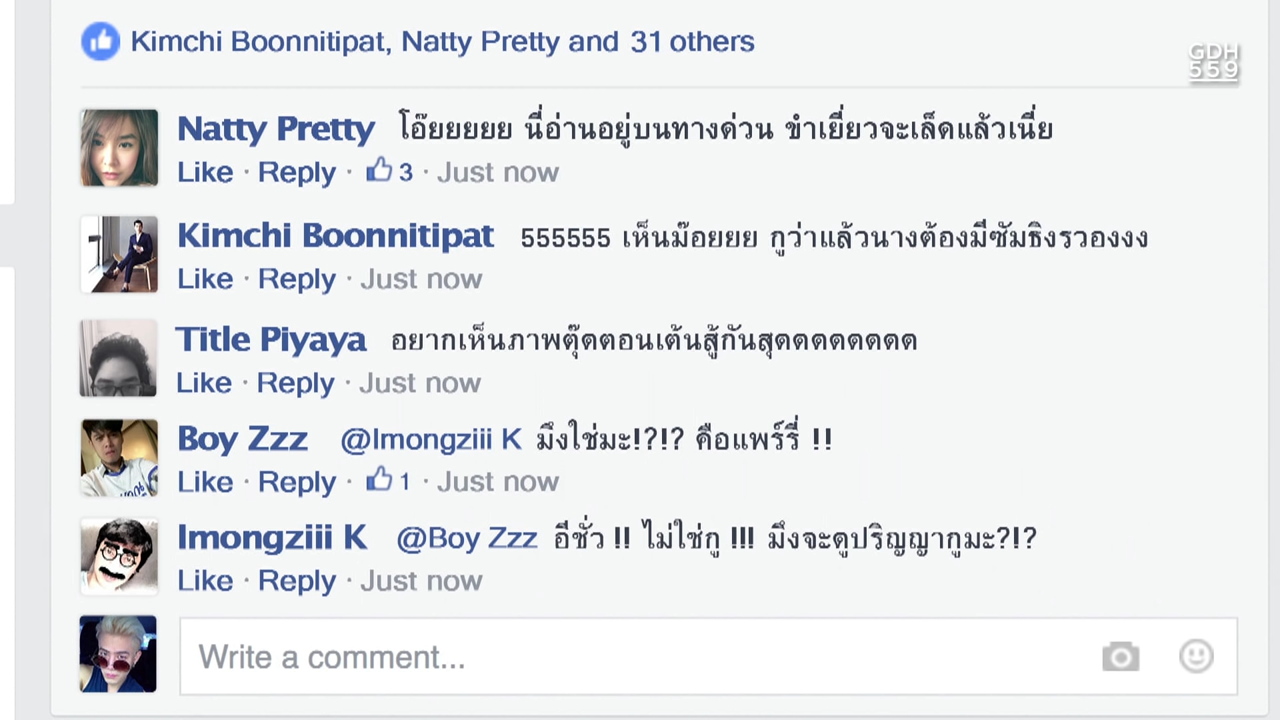 Kimchi Boonnitipat, Natty Pretty and 31 others
GDH
559
Natty Pretty โอ๊ยยยยย นี่อ่านอยู่บนทางด่วน ขำเยี่ยวจะเล็ดแล้วเนี่ย
Like · Reply · 3 · Just now
Kimchi Boonnitipat 555555 เห็นม๊อยยยย กูว่าแล้วนางต้องมีซัมธิงรวองงง
Like · Reply · Just now
Title Piyaya อยากเห็นภาพตุ๊ดตอนเต้นสู้กันสุดดดดดดดดด
Like · Reply · Just now
Boy Zzz @Imongziii K มึงใช่มะ!?!? คือแพร์รี่ !!
Like · Reply · 1 · Just now
Imongziii K @Boy Zzz อีชั่ว !! ไม่ใช่กู !!! มึงจะดูปริญญากูมะ?!?
Like · Reply · Just now
Write a comment...